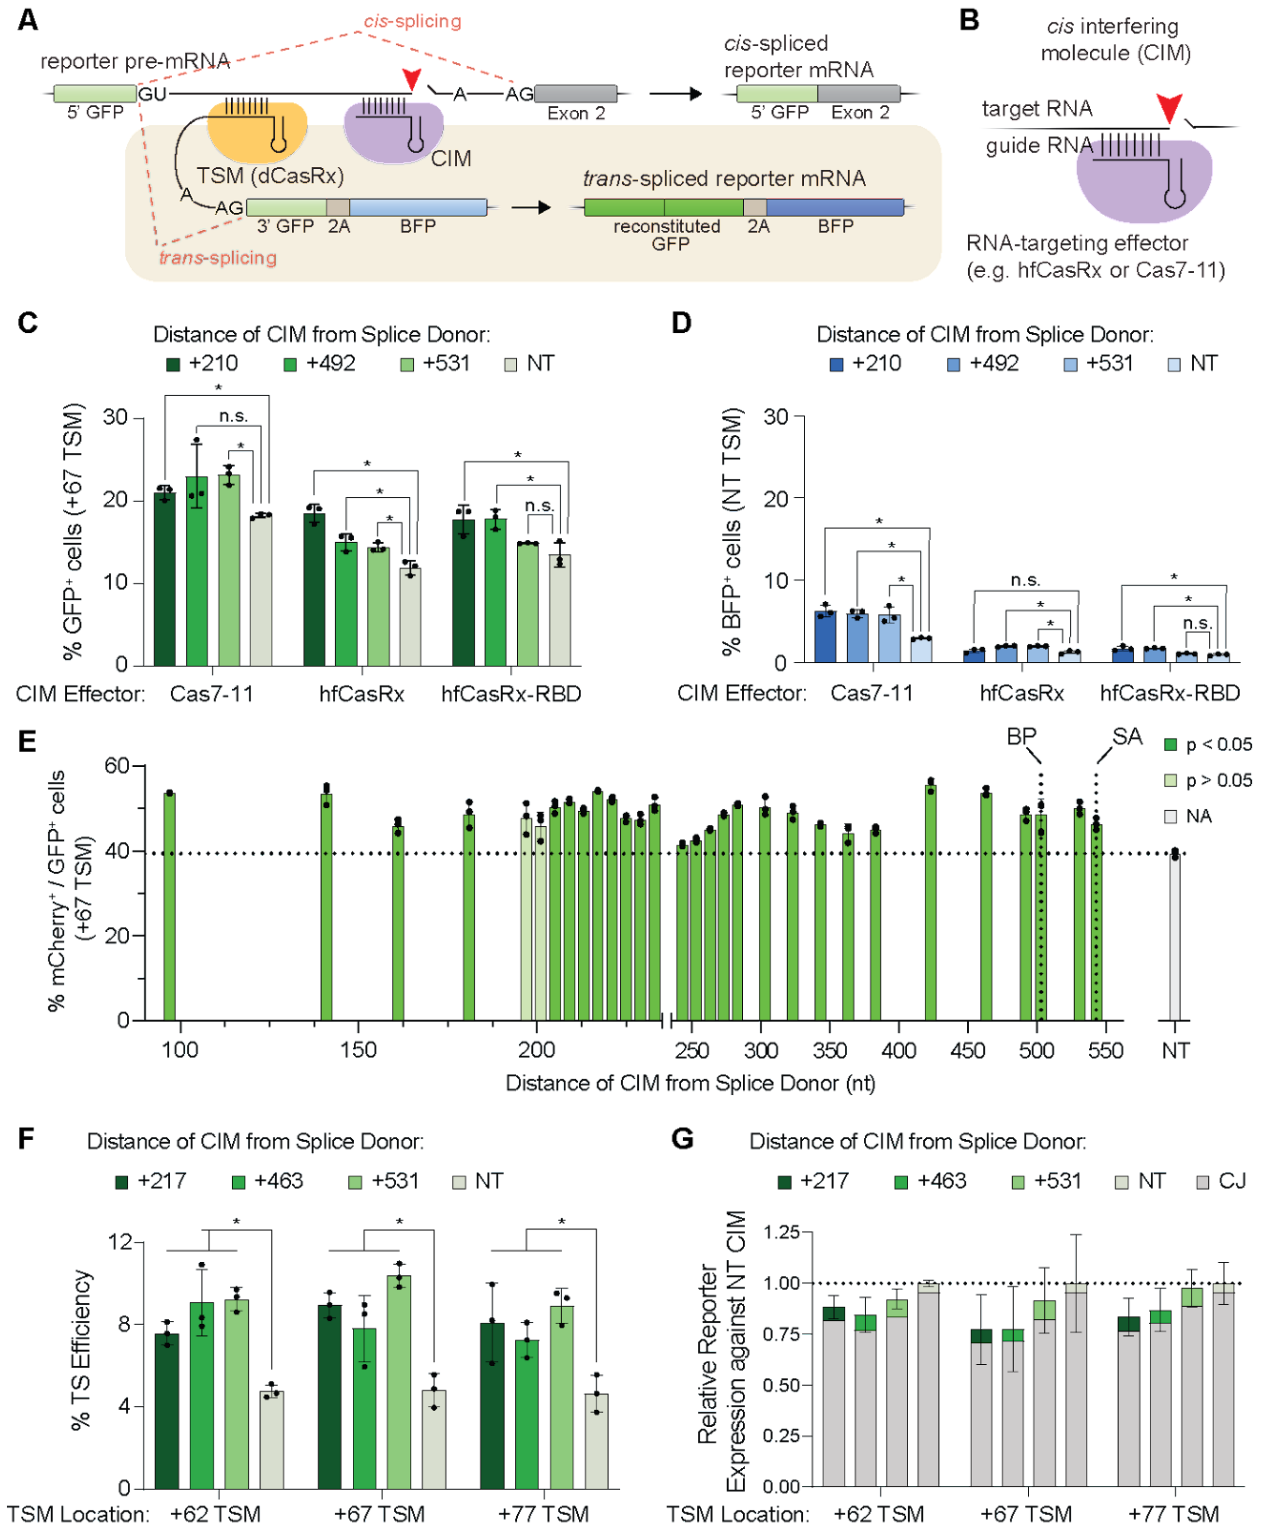 A
cis-splicing
reporter pre-mRNA
GU
A
AG
5' GFP
Exon 2
cis-spliced
reporter mRNA
5' GFP
Exon 2
TSM (dCasRx)
CIM
A
AG
3' GFP
2A
BFP
trans-splicing
trans-spliced reporter mRNA
reconstituted
GFP
2A
BFP
B
cis interfering
molecule (CIM)
target RNA
guide RNA
RNA-targeting effector
(e.g. hfCasRx or Cas7-11)
C
Distance of CIM from Splice Donor:
+210 +492 +531 NT
% GFP+ cells (+67 TSM)
30
20
10
0
* n.s. *
* * *
* * n.s.
CIM Effector: Cas7-11 hfCasRx hfCasRx-RBD
D
Distance of CIM from Splice Donor:
+210 +492 +531 NT
% BFP+ cells (NT TSM)
30
20
10
0
* * *
n.s. * *
* * n.s.
CIM Effector: Cas7-11 hfCasRx hfCasRx-RBD
E
% mCherry+ / GFP+ cells
(+67 TSM)
60
40
20
0
BP
SA
p < 0.05
p > 0.05
NA
100 150 200 250 300 350 400 450 500 550 NT
Distance of CIM from Splice Donor (nt)
F
Distance of CIM from Splice Donor:
+217 +463 +531 NT
% TS Efficiency
12
8
4
0
* * *
TSM Location: +62 TSM +67 TSM +77 TSM
G
Distance of CIM from Splice Donor:
+217 +463 +531 NT CJ
Relative Reporter
Expression against NT CIM
1.25
1.00
0.75
0.50
0.25
0.00
TSM Location: +62 TSM +67 TSM +77 TSM